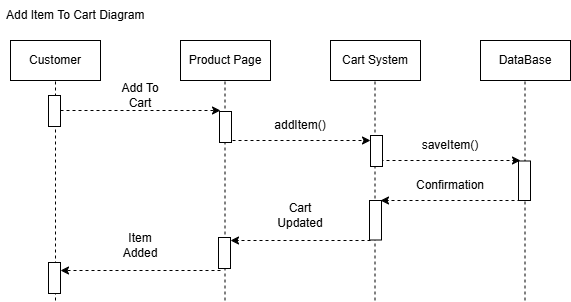 Add Item To Cart Diagram
Customer
Product Page
Cart System
DataBase
Add To
Cart
addItem()
saveItem()
Confirmation
Cart
Updated
Item
Added